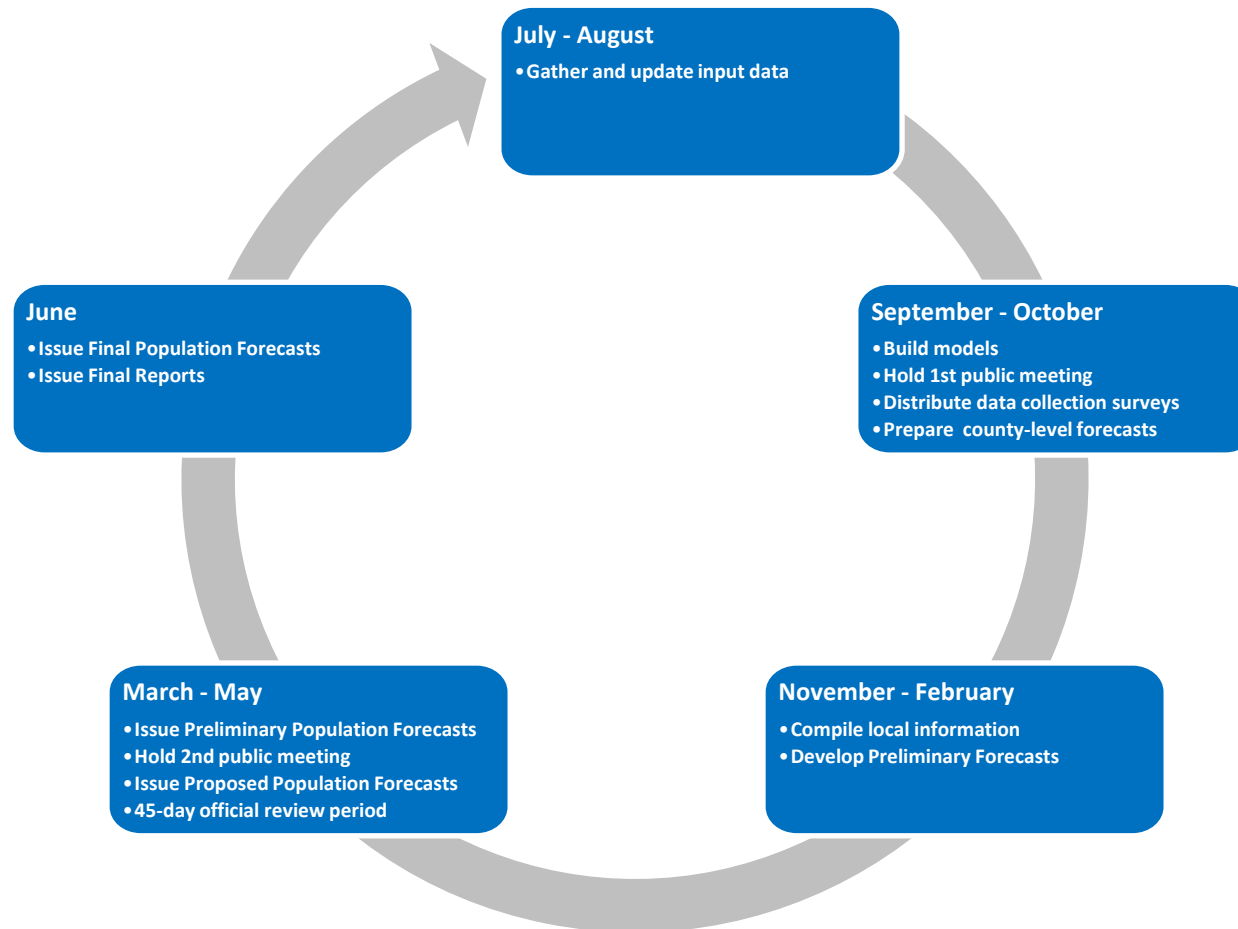 July - August
•Gather and update input data
September - October
•Build models
•Hold 1st public meeting
•Distribute data collection surveys
•Prepare  county-level forecasts
November - February
•Compile local information
•Develop Preliminary Forecasts
March - May
•Issue Preliminary Population Forecasts
•Hold 2nd public meeting
•Issue Proposed Population Forecasts
•45-day official review period
June
•Issue Final Population Forecasts
•Issue Final Reports